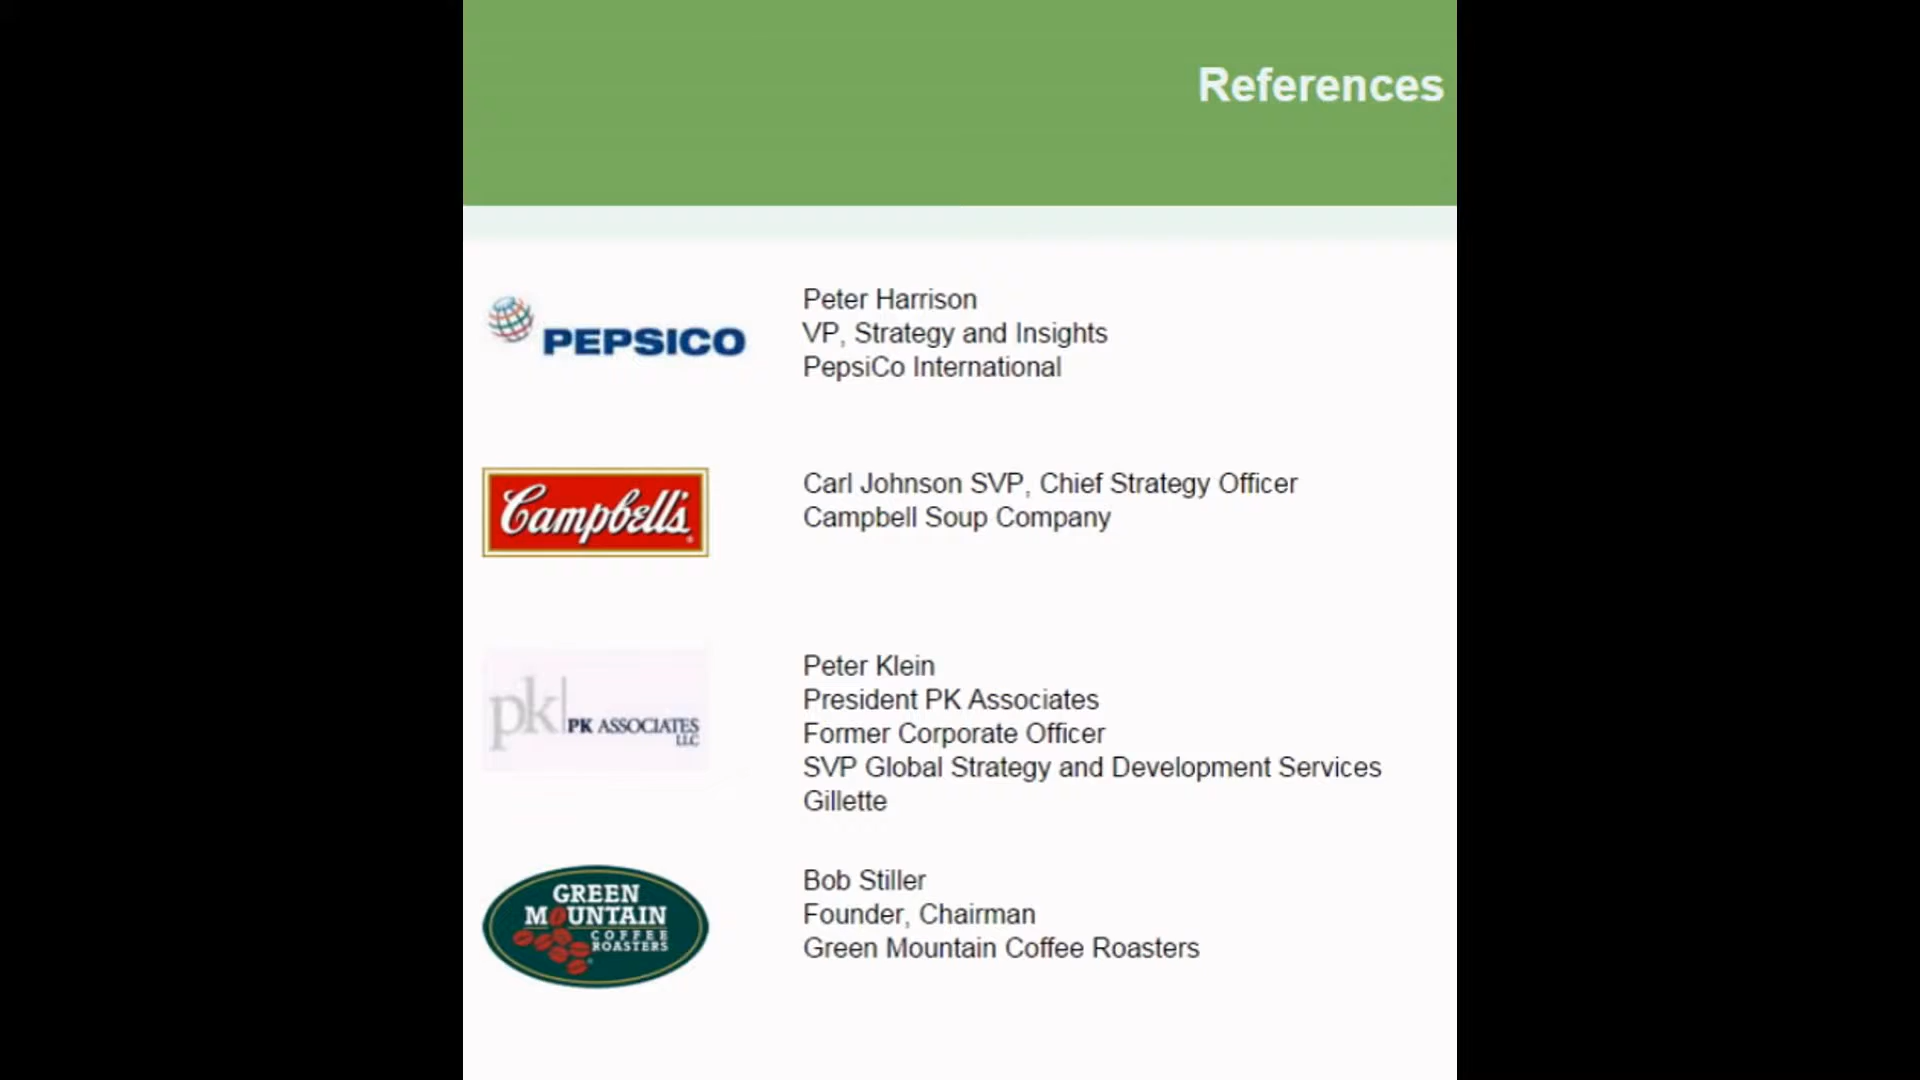 References
PEPSICO
Peter Harrison
VP, Strategy and Insights
PepsiCo International
Campbell's
Carl Johnson SVP, Chief Strategy Officer
Campbell Soup Company
pk PK ASSOCIATES
LLC
Peter Klein
President PK Associates
Former Corporate Officer
SVP Global Strategy and Development Services
Gillette
GREEN
MOUNTAIN
COFFEE
ROASTERS
Bob Stiller
Founder, Chairman
Green Mountain Coffee Roasters